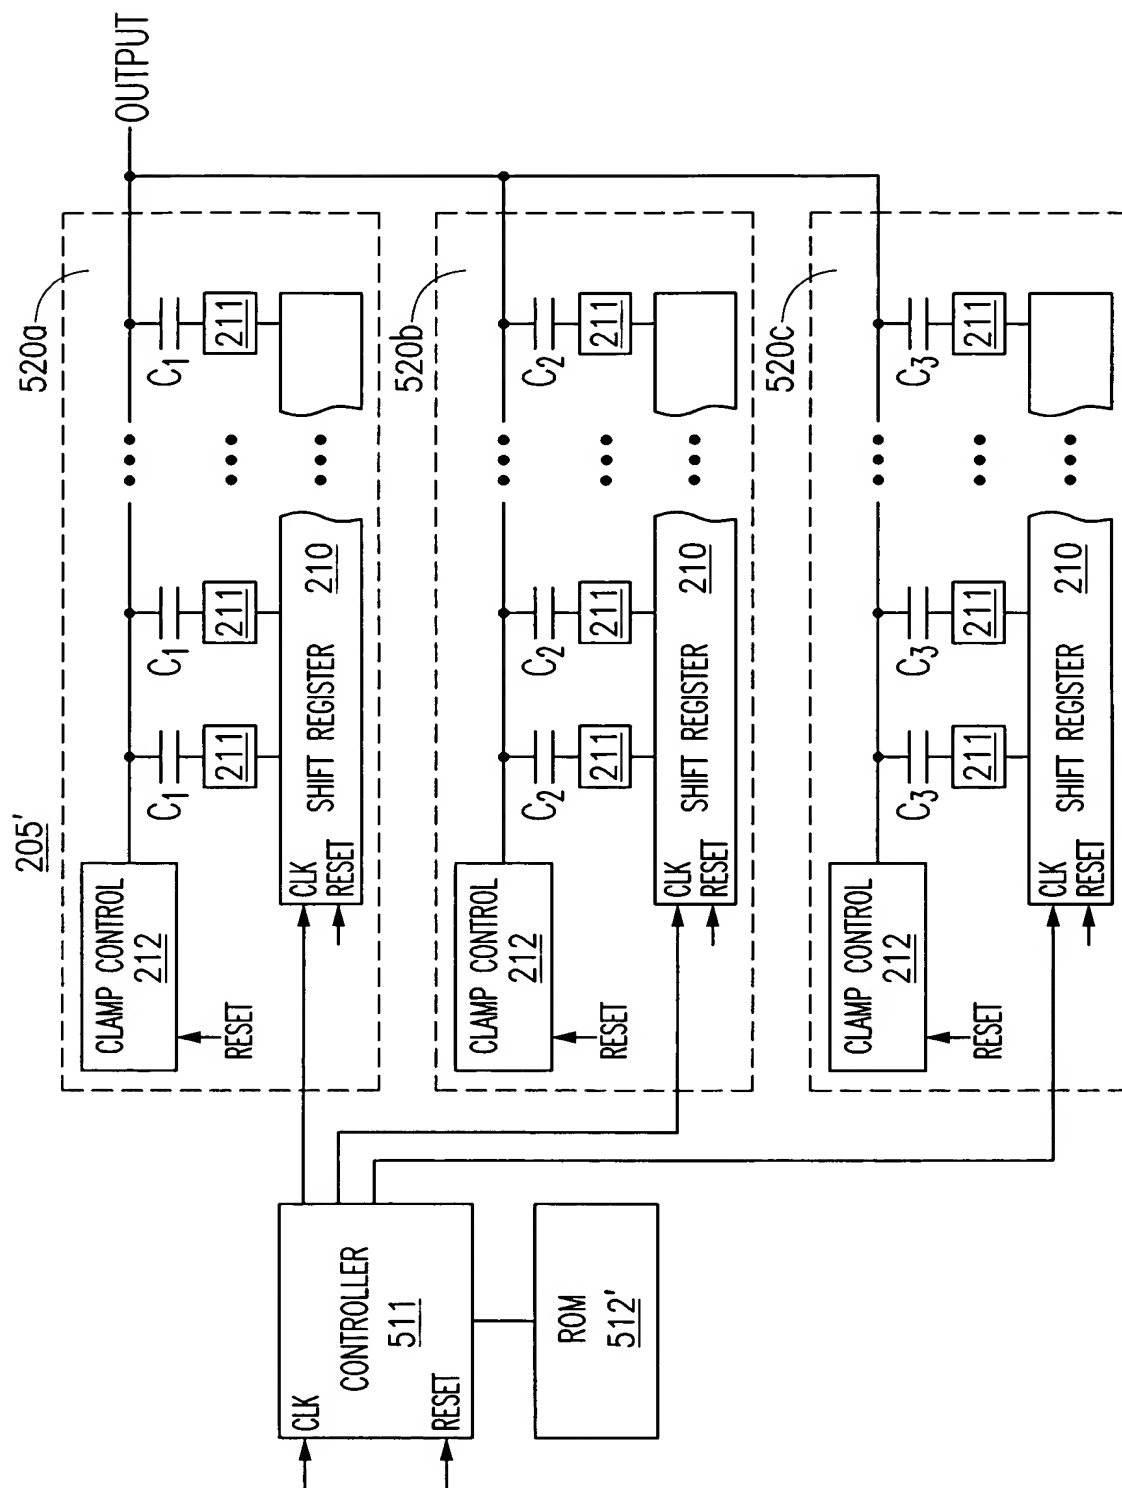 205'
520a
OUTPUT
CLAMP CONTROL
212
RESET
C1
C1
C1
211
211
211
CLK
RESET
SHIFT REGISTER
210
520b
CLAMP CONTROL
212
RESET
C2
C2
C2
211
211
211
CLK
RESET
SHIFT REGISTER
210
520c
CLAMP CONTROL
212
RESET
C3
C3
C3
211
211
211
CLK
RESET
SHIFT REGISTER
210
CLK
RESET
CONTROLLER
511
ROM
512'